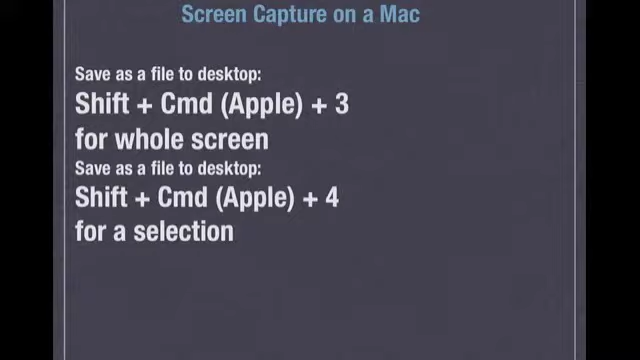 Screen Capture on a Mac
Save as a file to desktop:
Shift + Cmd (Apple) + 3
for whole screen
Save as a file to desktop:
Shift + Cmd (Apple) + 4
for a selection